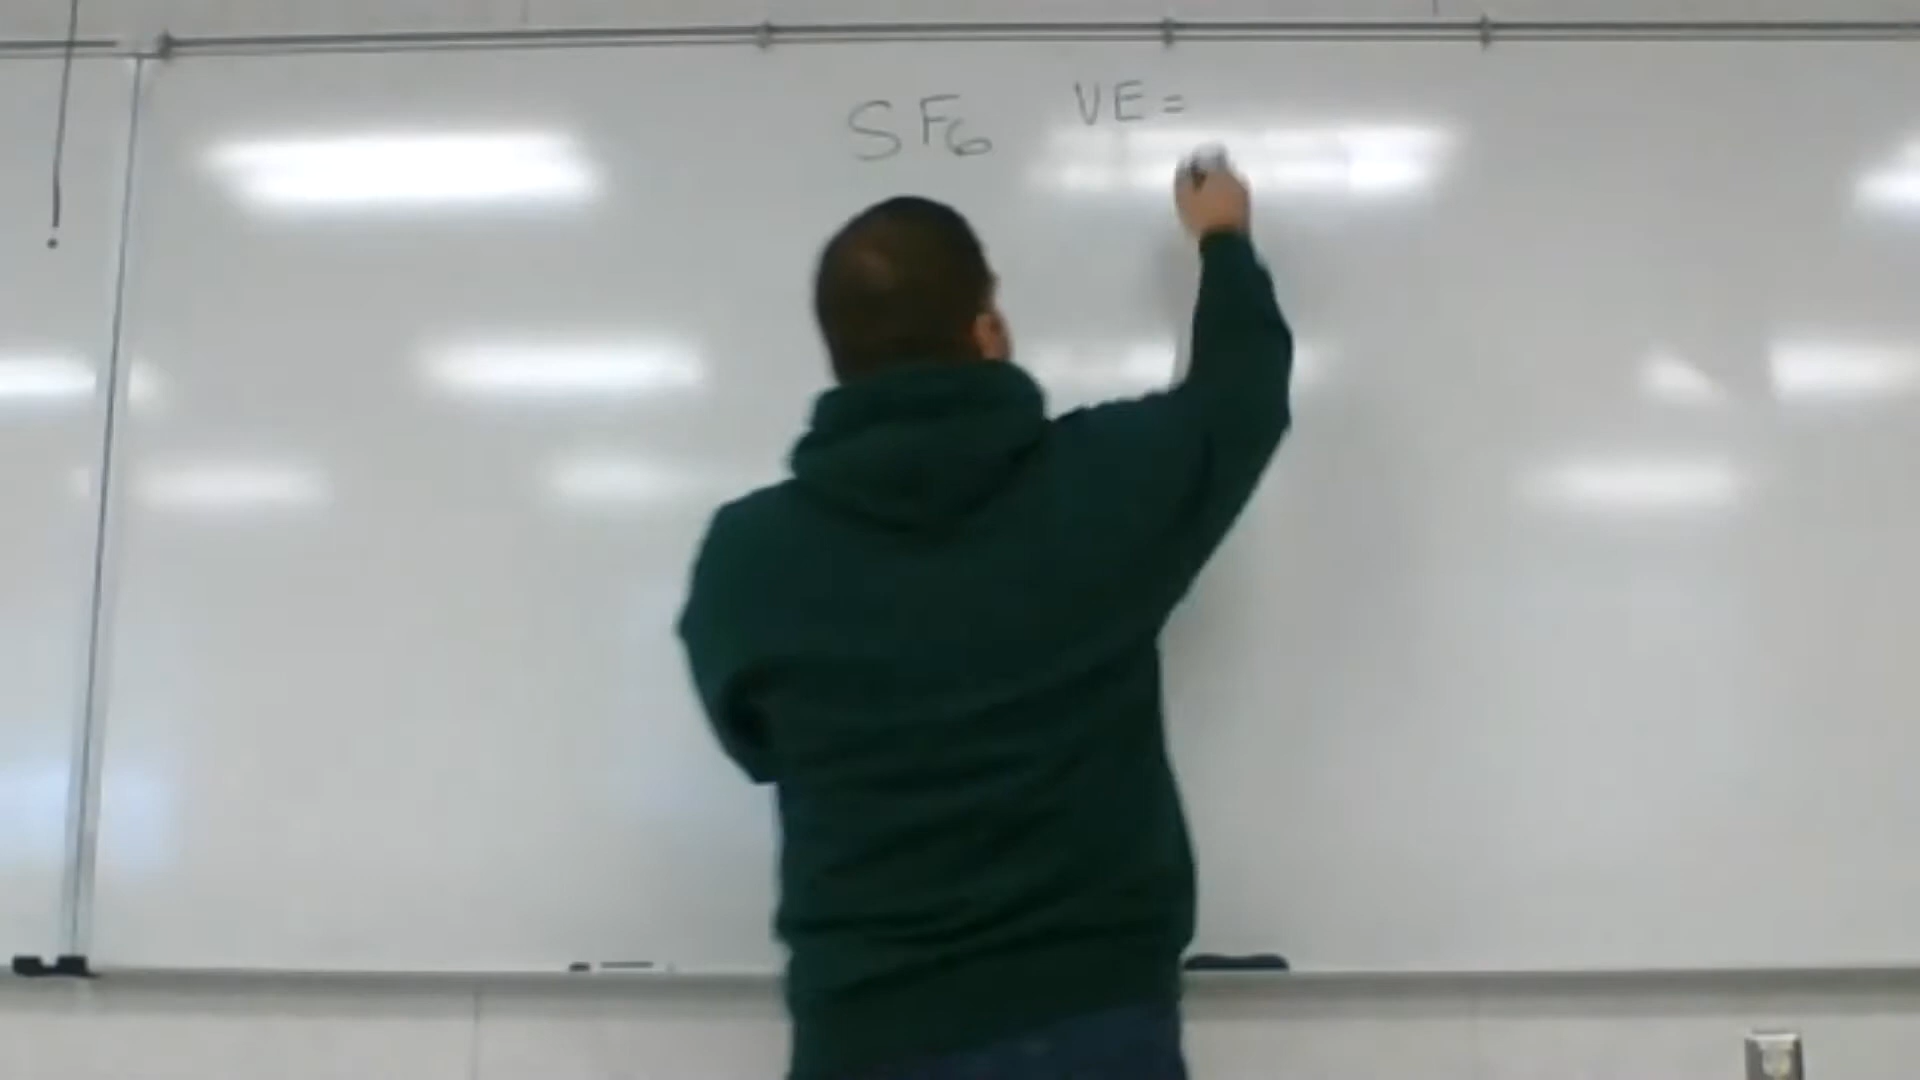 SF₆ VE =